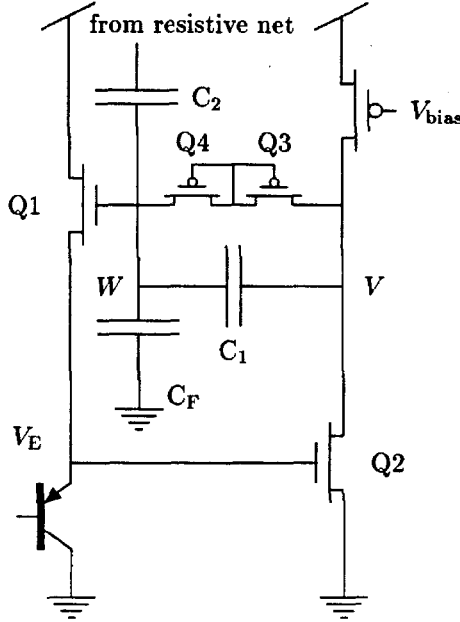 from resistive net
C2
Vbias
Q4 Q3
Q1
W
V
C1
CF
VE
Q2